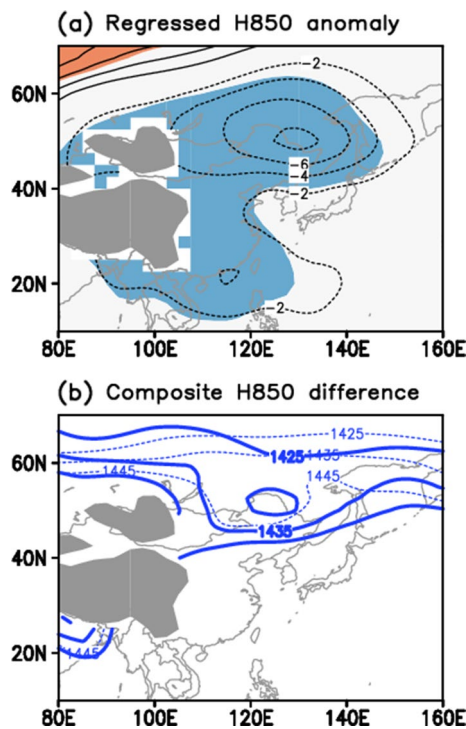 (a) Regressed H850 anomaly
-2
60N
-6
-4
40N
-2
20N
-2
80E 100E 120E 140E 160E
(b) Composite H850 difference
1425
1425 1435
60N
1445 1445
1435
40N
20N
1445
80E 100E 120E 140E 160E